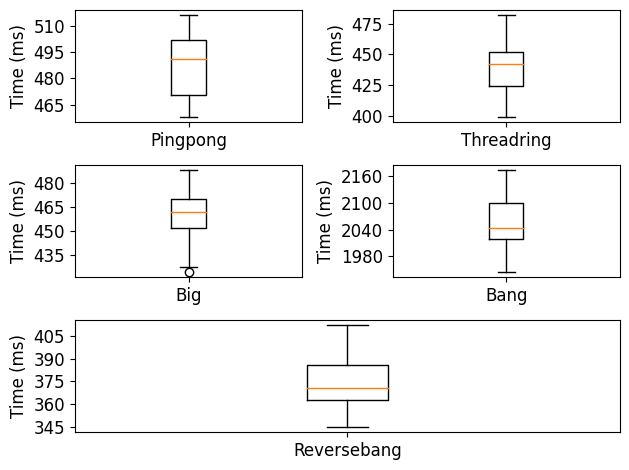 Time (ms)
510
495
480
465
Pingpong
Time (ms)
475
450
425
400
Threadring
Time (ms)
480
465
450
435
Big
Time (ms)
2160
2100
2040
1980
Bang
Time (ms)
405
390
375
360
345
Reversebang